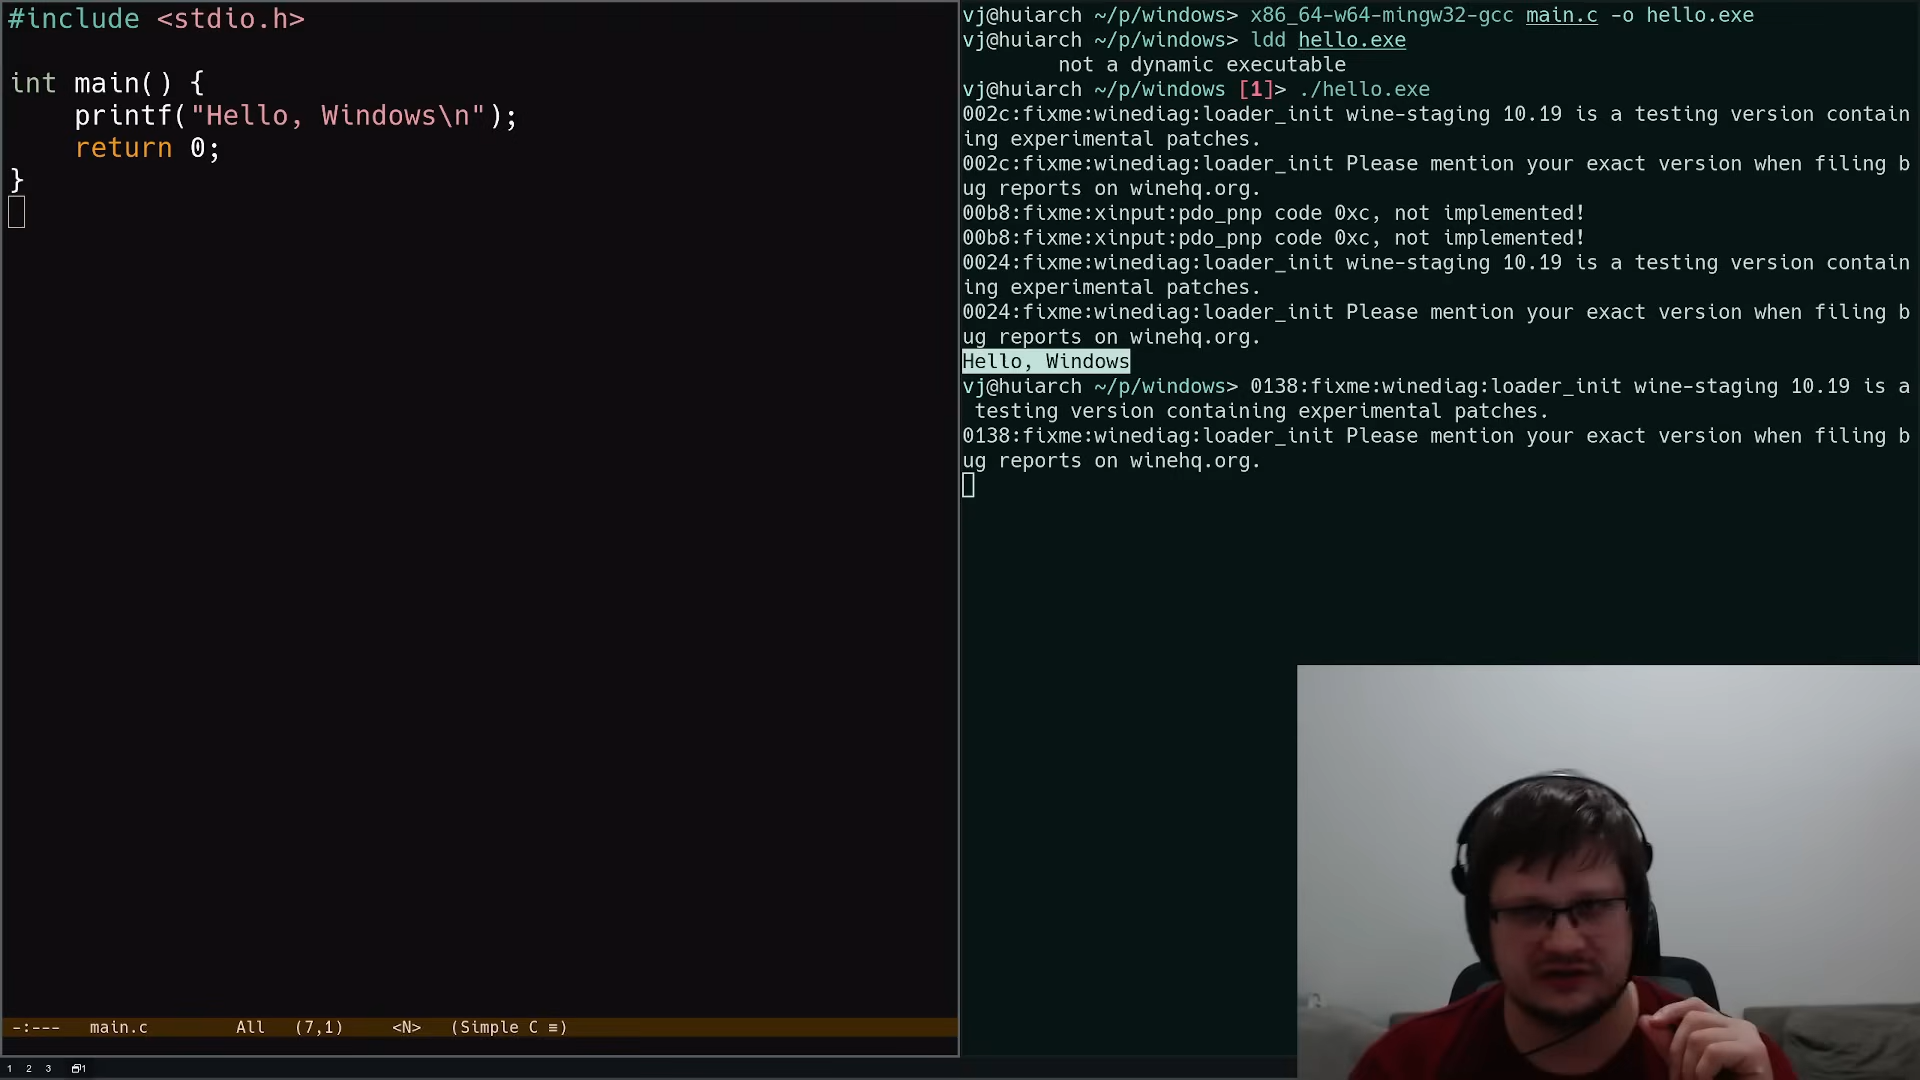 #include <stdio.h>
int main() {
    printf("Hello, Windows\n");
    return 0;
}
-:---   main.c   All   (7,1)   <N>   (Simple C ≡)
1 2 3 1
vj@huiarch ~/p/windows> x86_64-w64-mingw32-gcc main.c -o hello.exe
vj@huiarch ~/p/windows> ldd hello.exe
        not a dynamic executable
vj@huiarch ~/p/windows [1]> ./hello.exe
002c:fixme:winediag:loader_init wine-staging 10.19 is a testing version contain
ing experimental patches.
002c:fixme:winediag:loader_init Please mention your exact version when filing b
ug reports on winehq.org.
00b8:fixme:xinput:pdo_pnp code 0xc, not implemented!
00b8:fixme:xinput:pdo_pnp code 0xc, not implemented!
0024:fixme:winediag:loader_init wine-staging 10.19 is a testing version contain
ing experimental patches.
0024:fixme:winediag:loader_init Please mention your exact version when filing b
ug reports on winehq.org.
Hello, Windows
vj@huiarch ~/p/windows> 0138:fixme:winediag:loader_init wine-staging 10.19 is a
 testing version containing experimental patches.
0138:fixme:winediag:loader_init Please mention your exact version when filing b
ug reports on winehq.org.